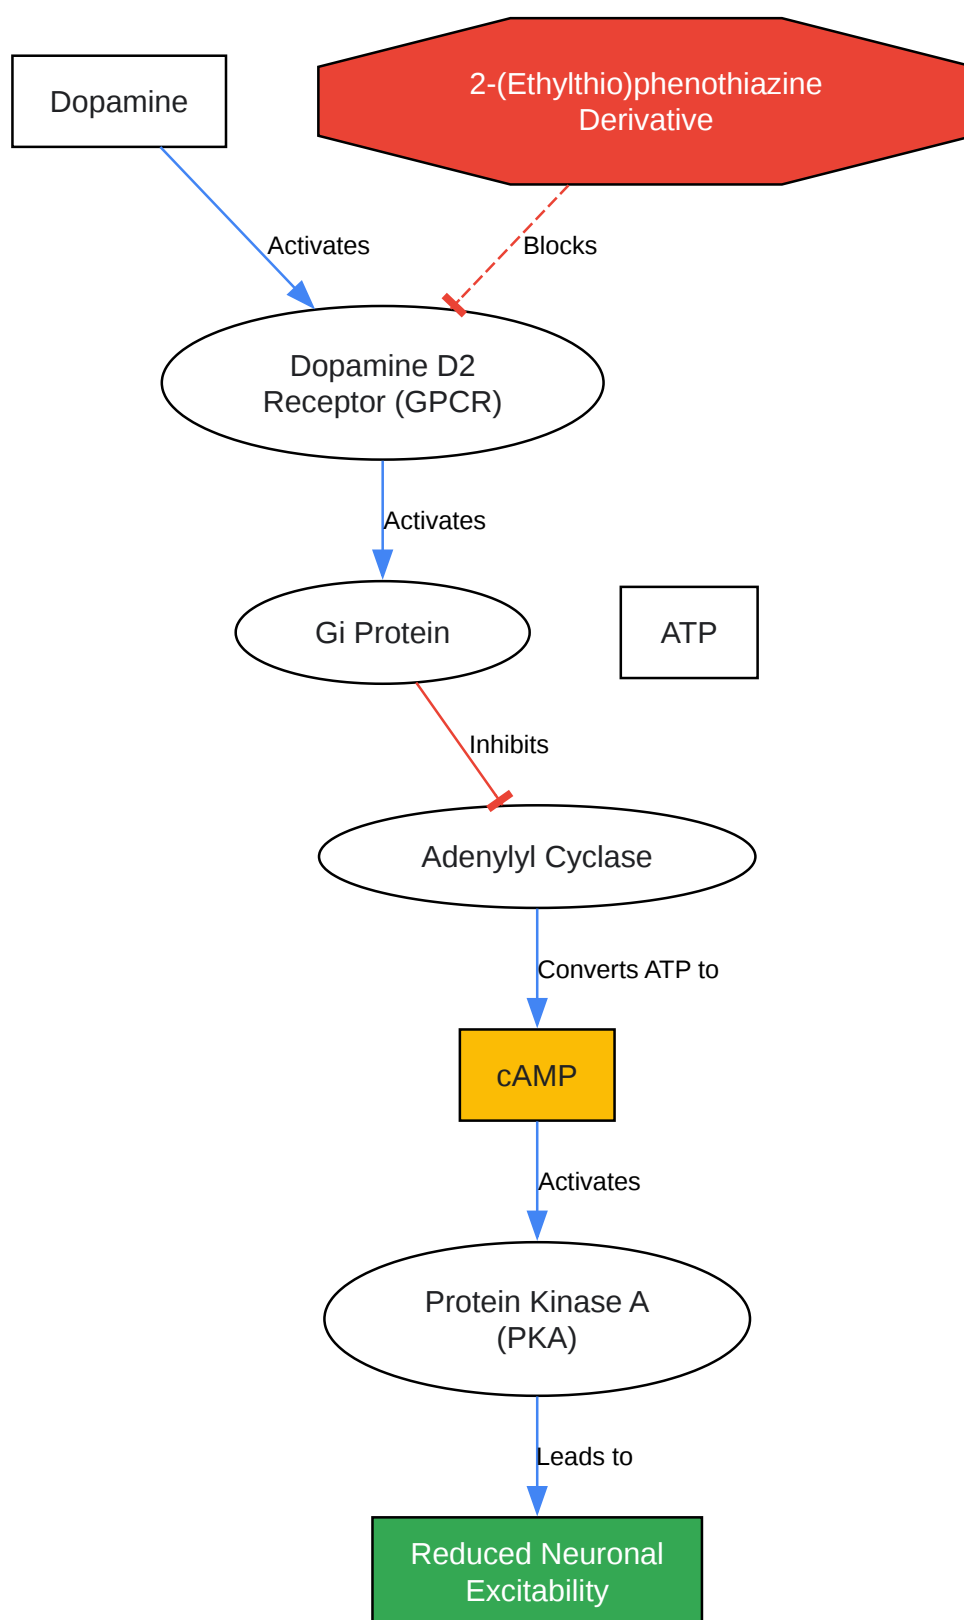 Dopamine
2-(Ethylthio)phenothiazine
Derivative
Activates
Blocks
Dopamine D2
Receptor (GPCR)
Activates
Gi Protein
ATP
Inhibits
Adenylyl Cyclase
Converts ATP to
cAMP
Activates
Protein Kinase A
(PKA)
Leads to
Reduced Neuronal
Excitability